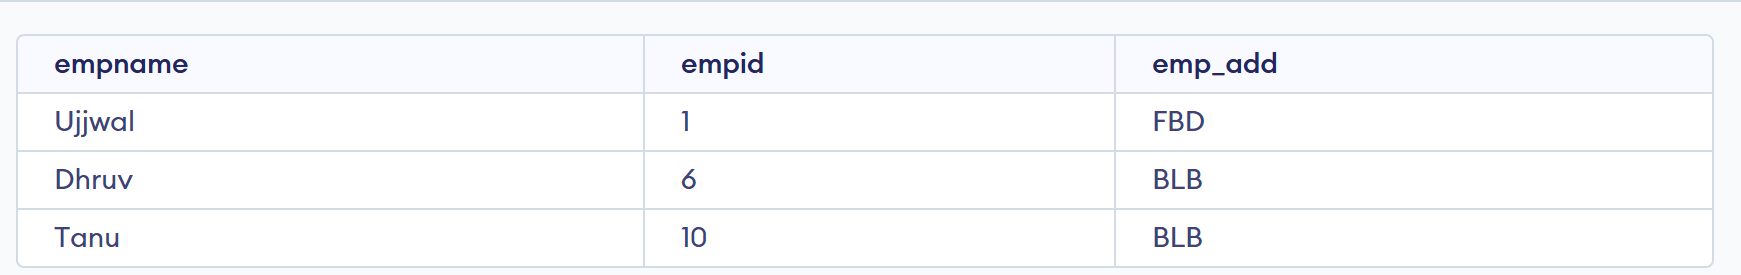 empname empid emp_add
Ujjwal 1 FBD
Dhruv 6 BLB
Tanu 10 BLB